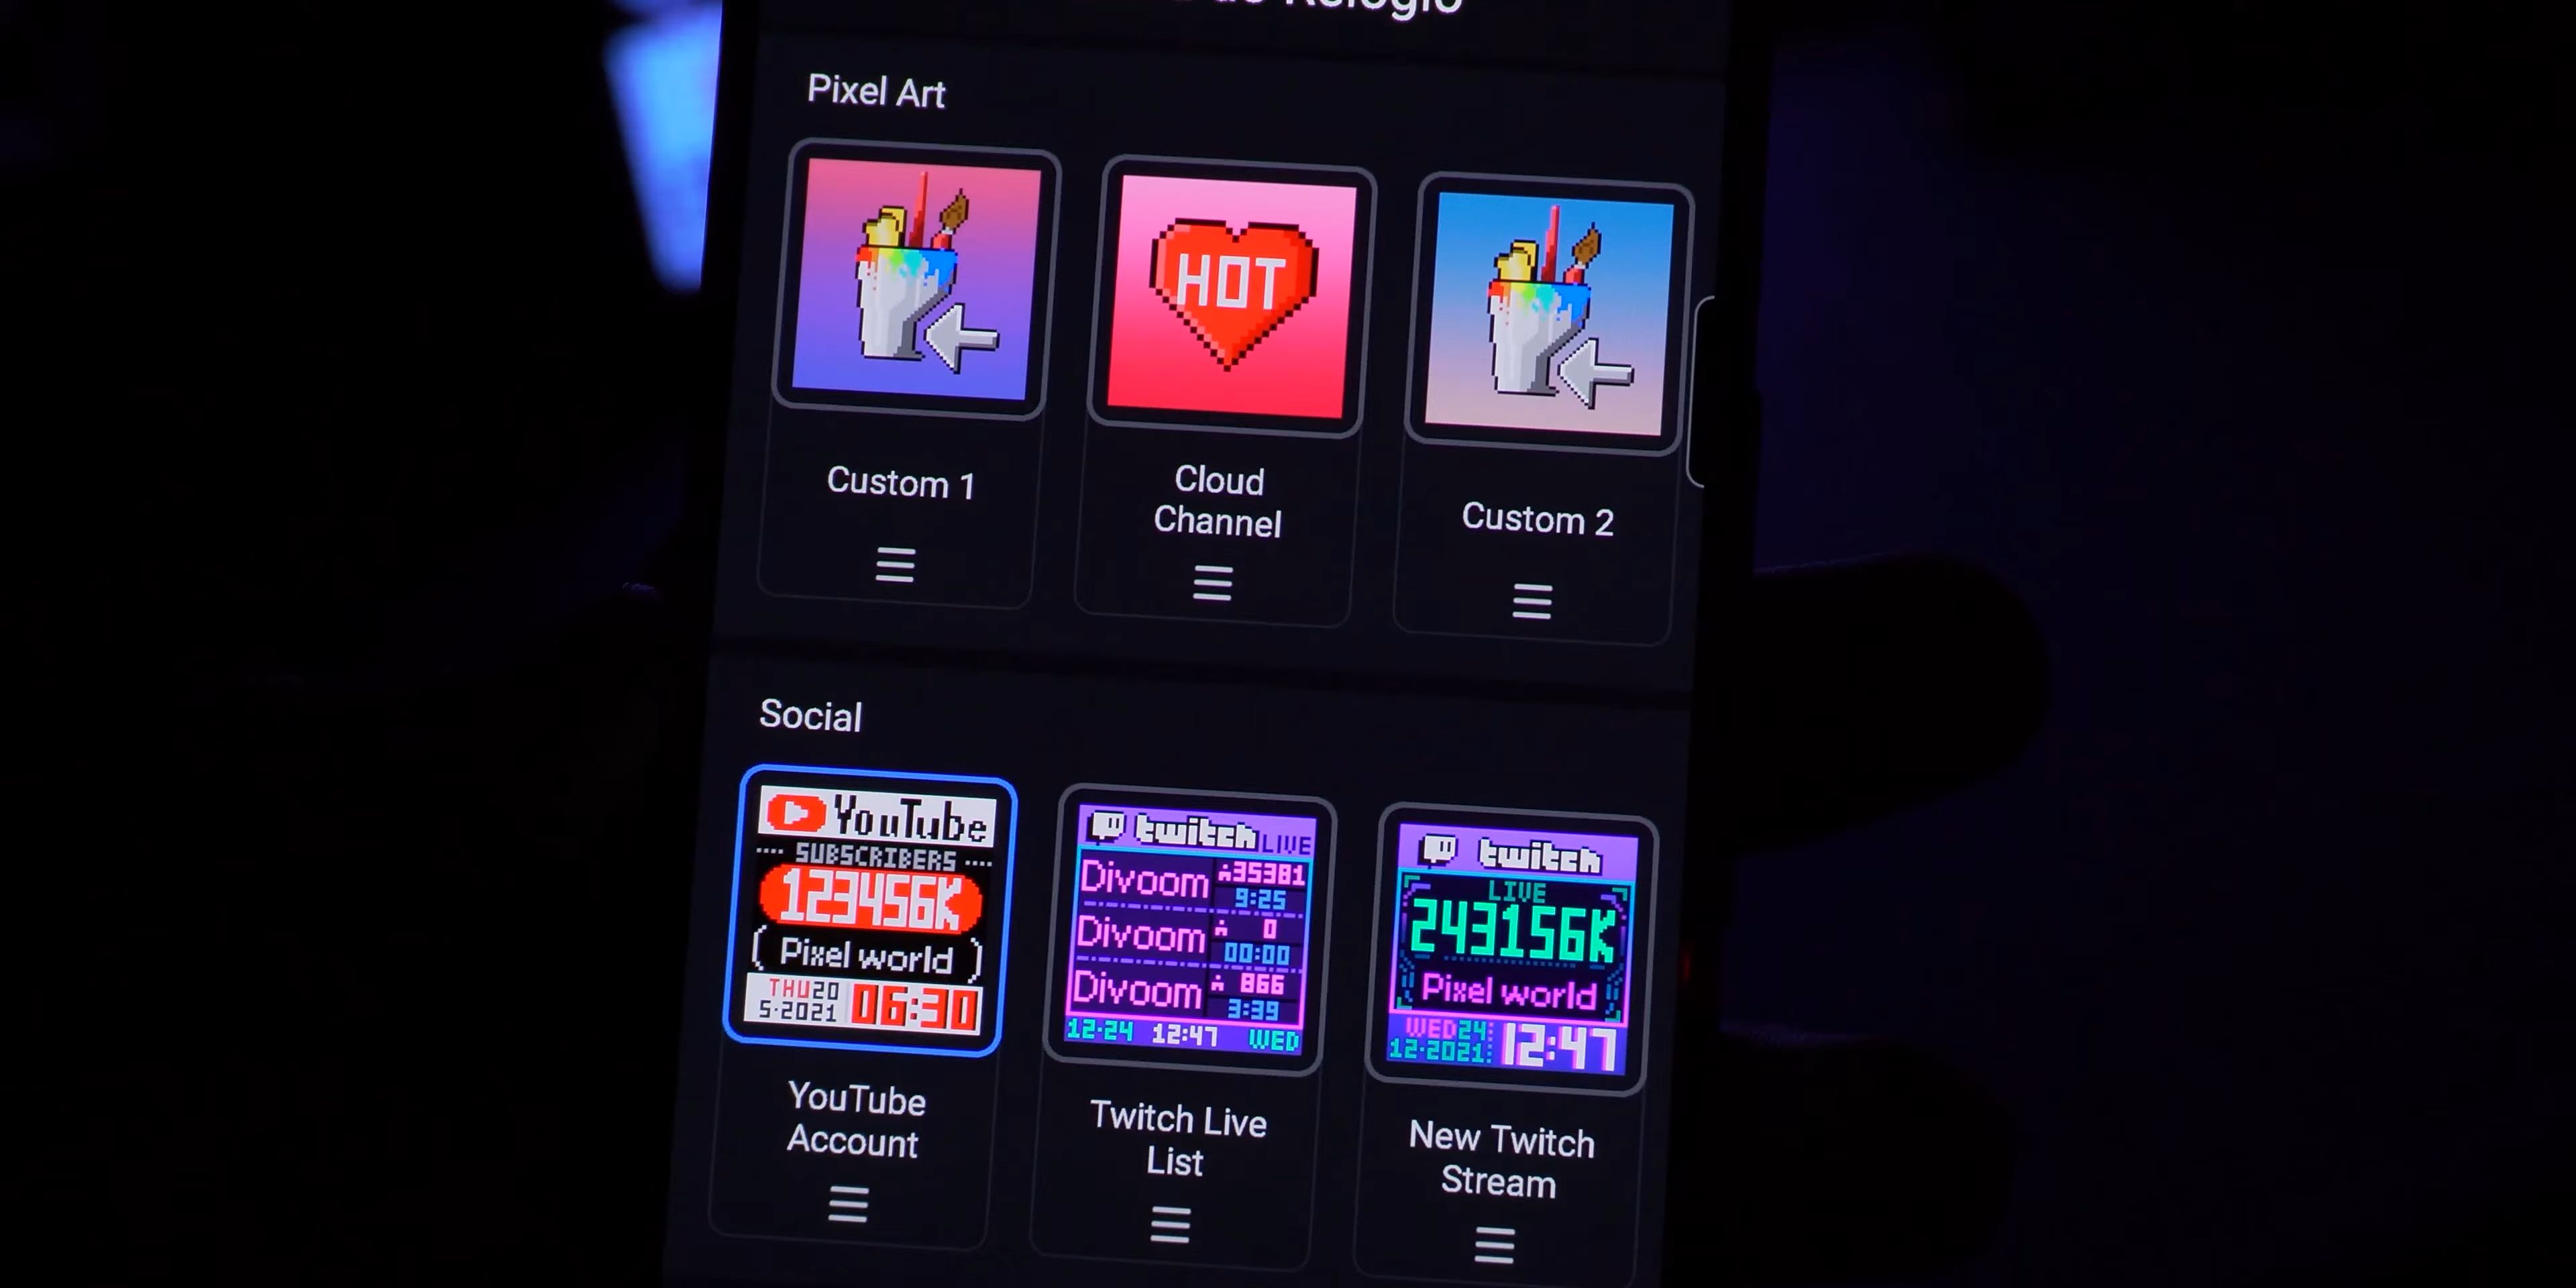 Relógio
Pixel Art
HOT
Custom 1
Cloud
Channel
Custom 2
Social
YouTube
SUBSCRIBERS
123456K
( Pixel world )
THU20
5·2021
06:30
twitch LIVE
Divoom 35381
9:25
Divoom 0
00:00
Divoom 866
3:39
12·24 12:47 WED
twitch
LIVE
243156K
Pixel world
WED24
12·2021
12:47
YouTube
Account
Twitch Live
List
New Twitch
Stream